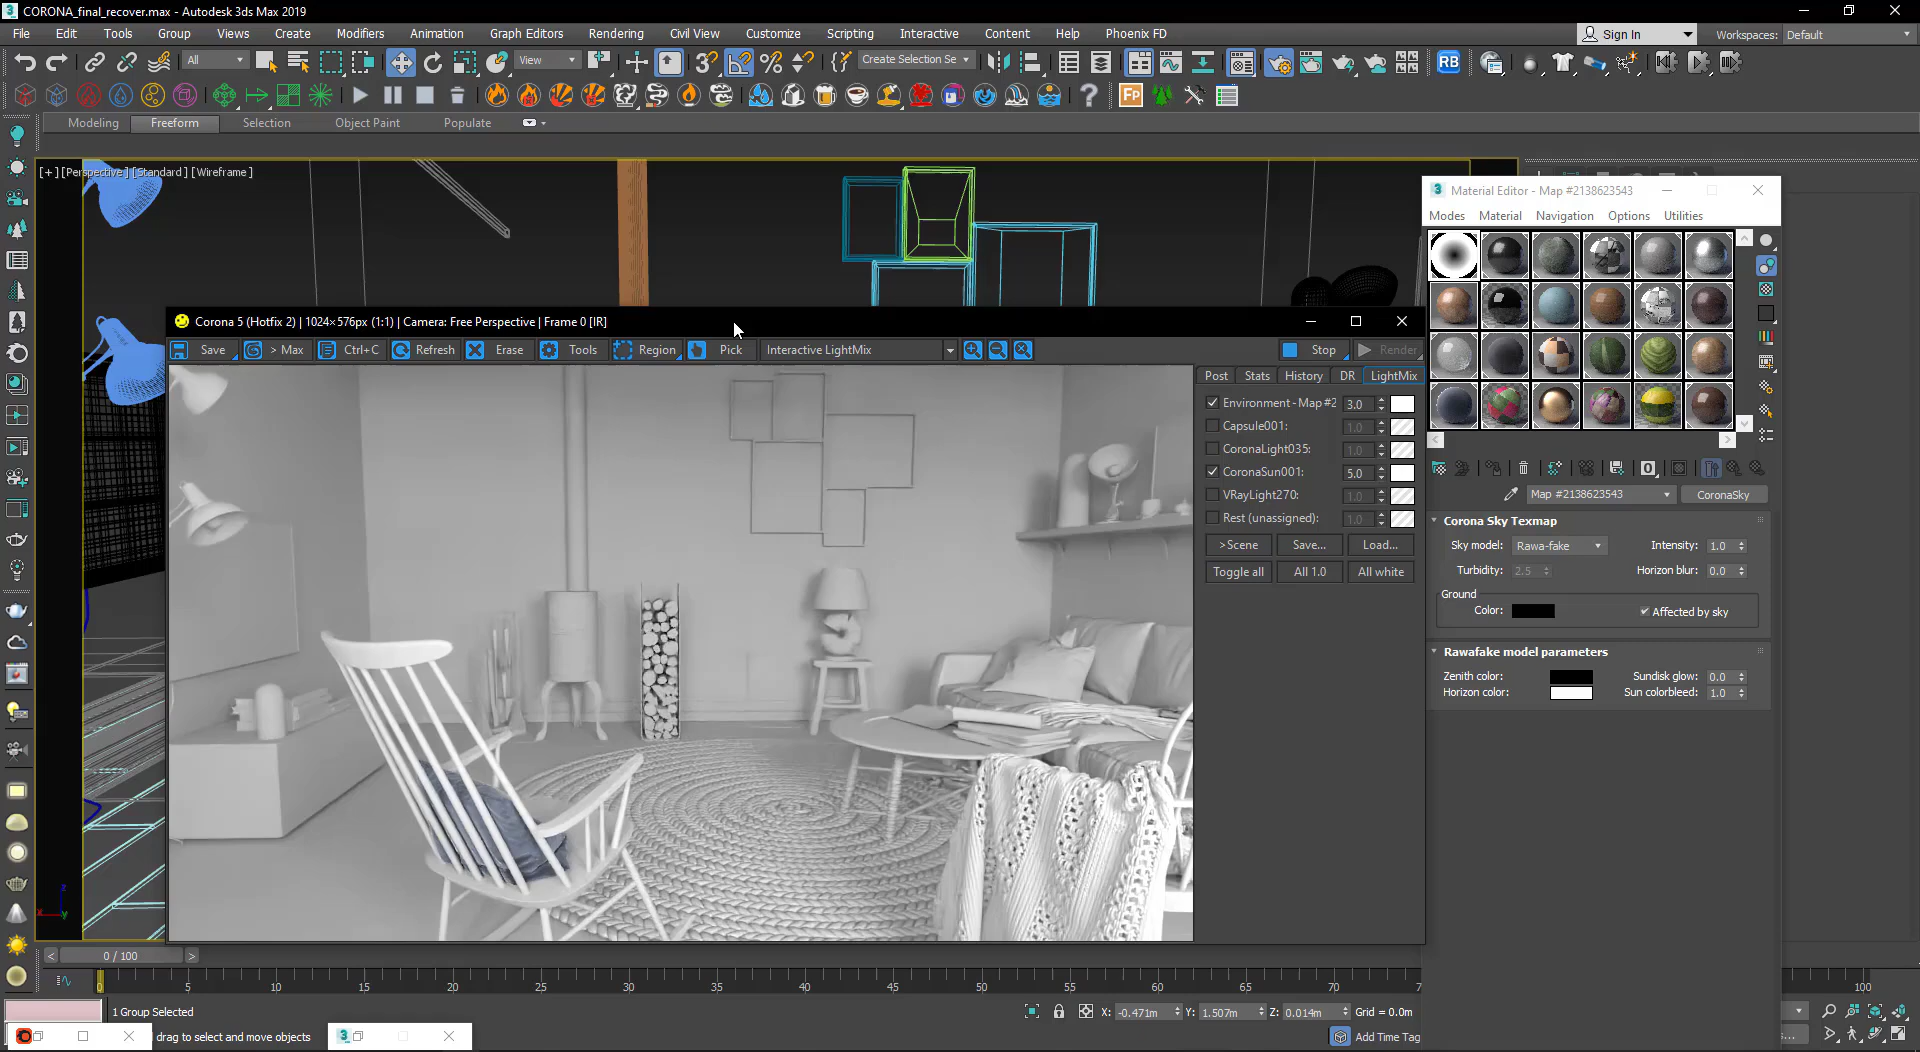 CORONA_final_recover.max - Autodesk 3ds Max 2019
File Edit Tools Group Views Create Modifiers Animation Graph Editors Rendering Civil View Customize Scripting Interactive Content Help Phoenix FD
Sign In Workspaces: Default
All View Create Selection Se RB
FP
Modeling Freeform Selection Object Paint Populate
[+] [Perspective] [Standard] [Wireframe]
Material Editor - Map #2138623543
Modes Material Navigation Options Utilities
Corona 5 (Hotfix 2) | 1024×576px (1:1) | Camera: Free Perspective | Frame 0 [IR]
Save > Max Ctrl+C Refresh Erase Tools Region Pick Interactive LightMix Stop Render
Post Stats History DR LightMix
Environment - Map #2 3.0
Capsule001: 1.0
CoronaLight035: 1.0
CoronaSun001: 5.0
VRayLight270: 1.0
Rest (unassigned): 1.0
>Scene Save... Load...
Toggle all All 1.0 All white
Map #2138623543 CoronaSky
Corona Sky Texmap
Sky model: Rawa-fake Intensity: 1.0
Turbidity: 2.5 Horizon blur: 0.0
Ground
Color: Affected by sky
Rawafake model parameters
Zenith color: Sundisk glow: 0.0
Horizon color: Sun colorbleed: 1.0
z
x y
< 0 / 100 >
0 5 10 15 20 25 30 35 40 45 50 55 60 65 7 100
1 Group Selected
X: -0.471m Y: 1.507m Z: 0.014m Grid = 0.0m
drag to select and move objects
Add Time Tag